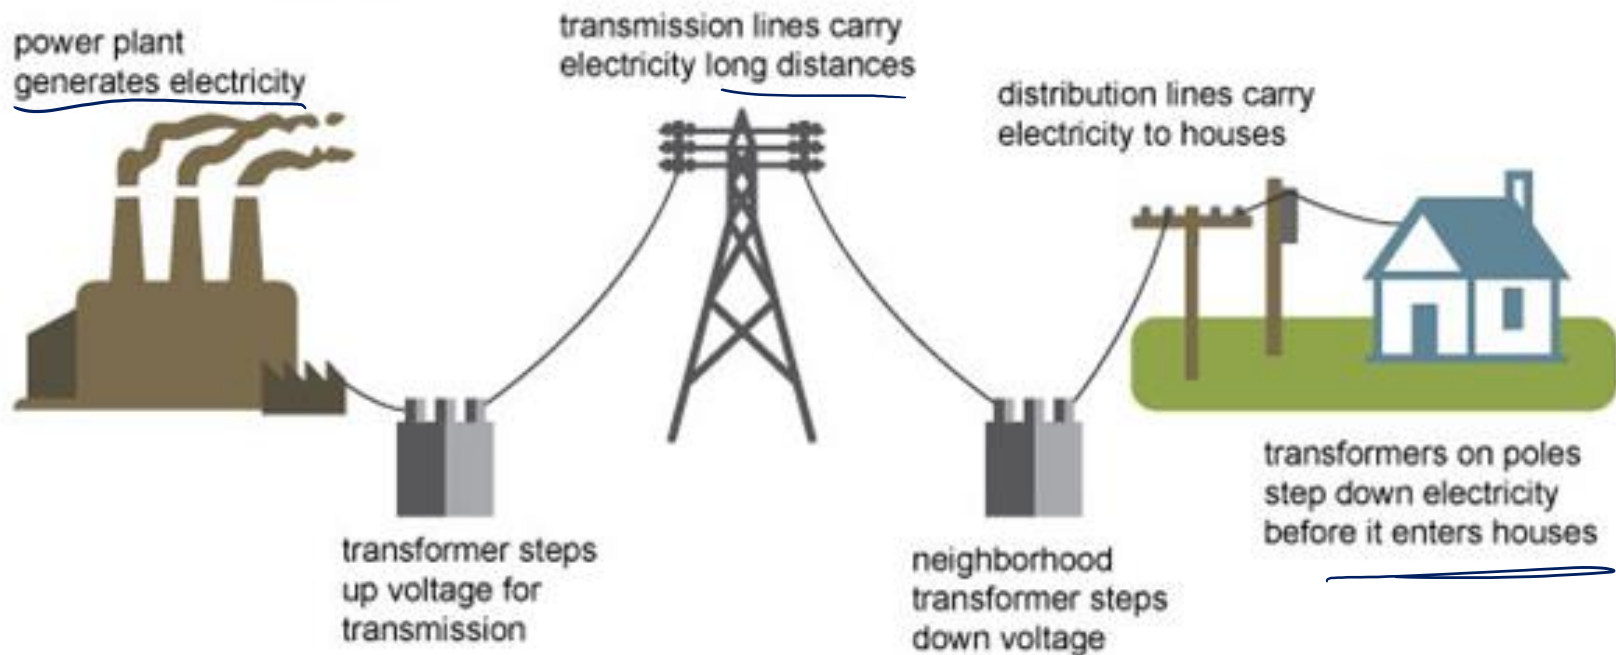 power plant
generates electricity
transmission lines carry
electricity long distances
distribution lines carry
electricity to houses
transformer steps
up voltage for
transmission
neighborhood
transformer steps
down voltage
transformers on poles
step down electricity
before it enters houses